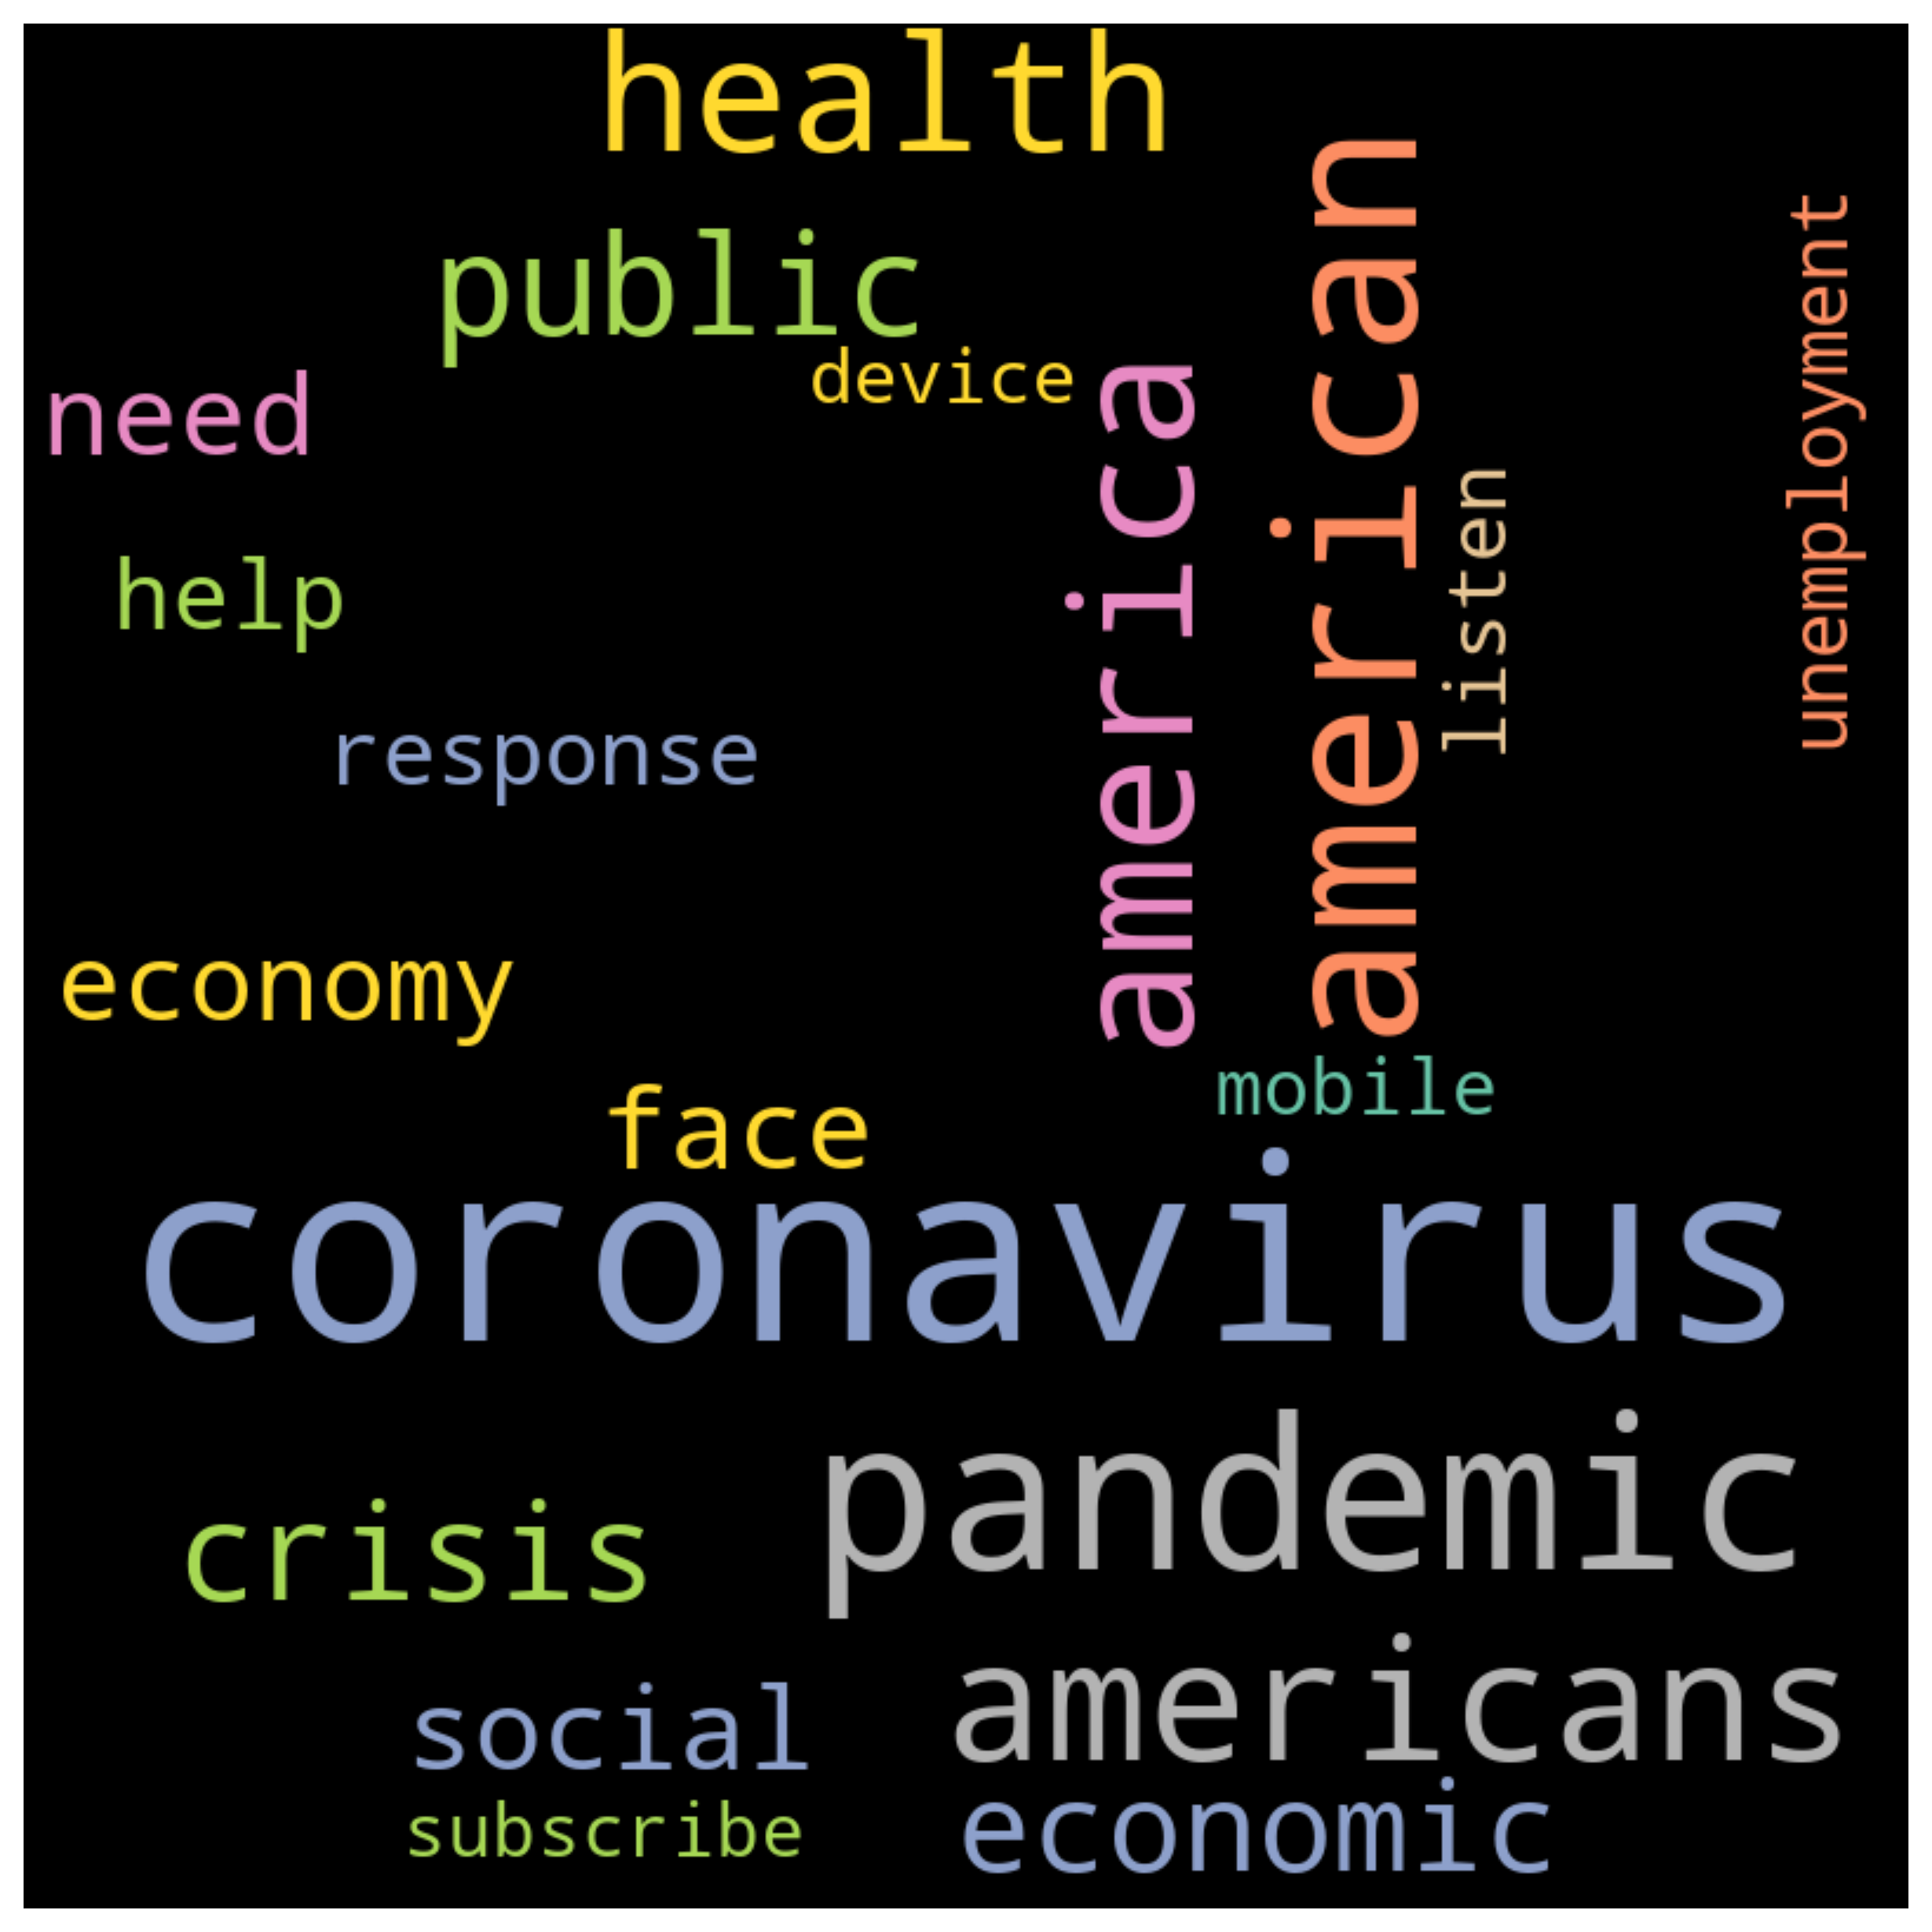 health
american
unemployment
public
device
america
need
listen
help
response
economy
mobile
face
coronavirus
pandemic
crisis
americans
social
economic
subscribe